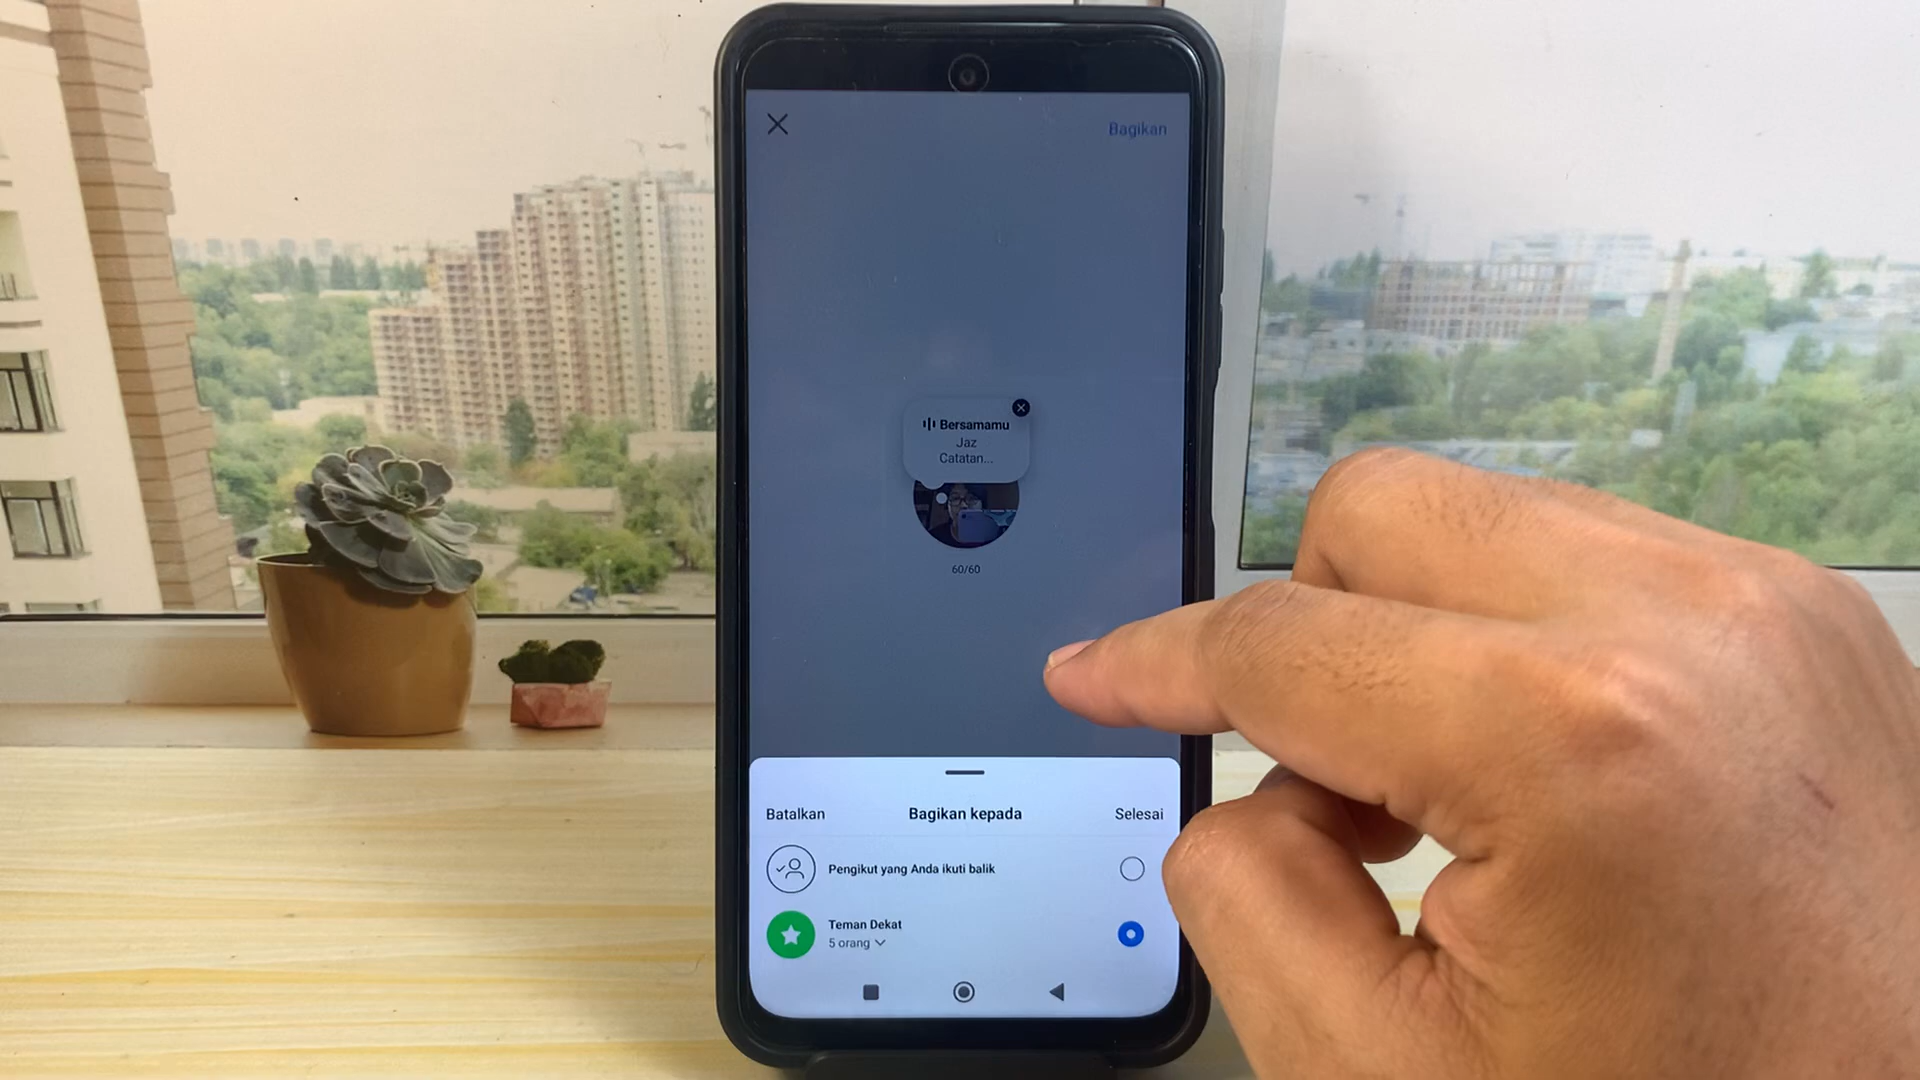 Bagikan
Bersamamu
Jaz
Catatan...
60/60
Batalkan
Bagikan kepada
Selesai
Pengikut yang Anda ikuti balik
Teman Dekat
5 orang